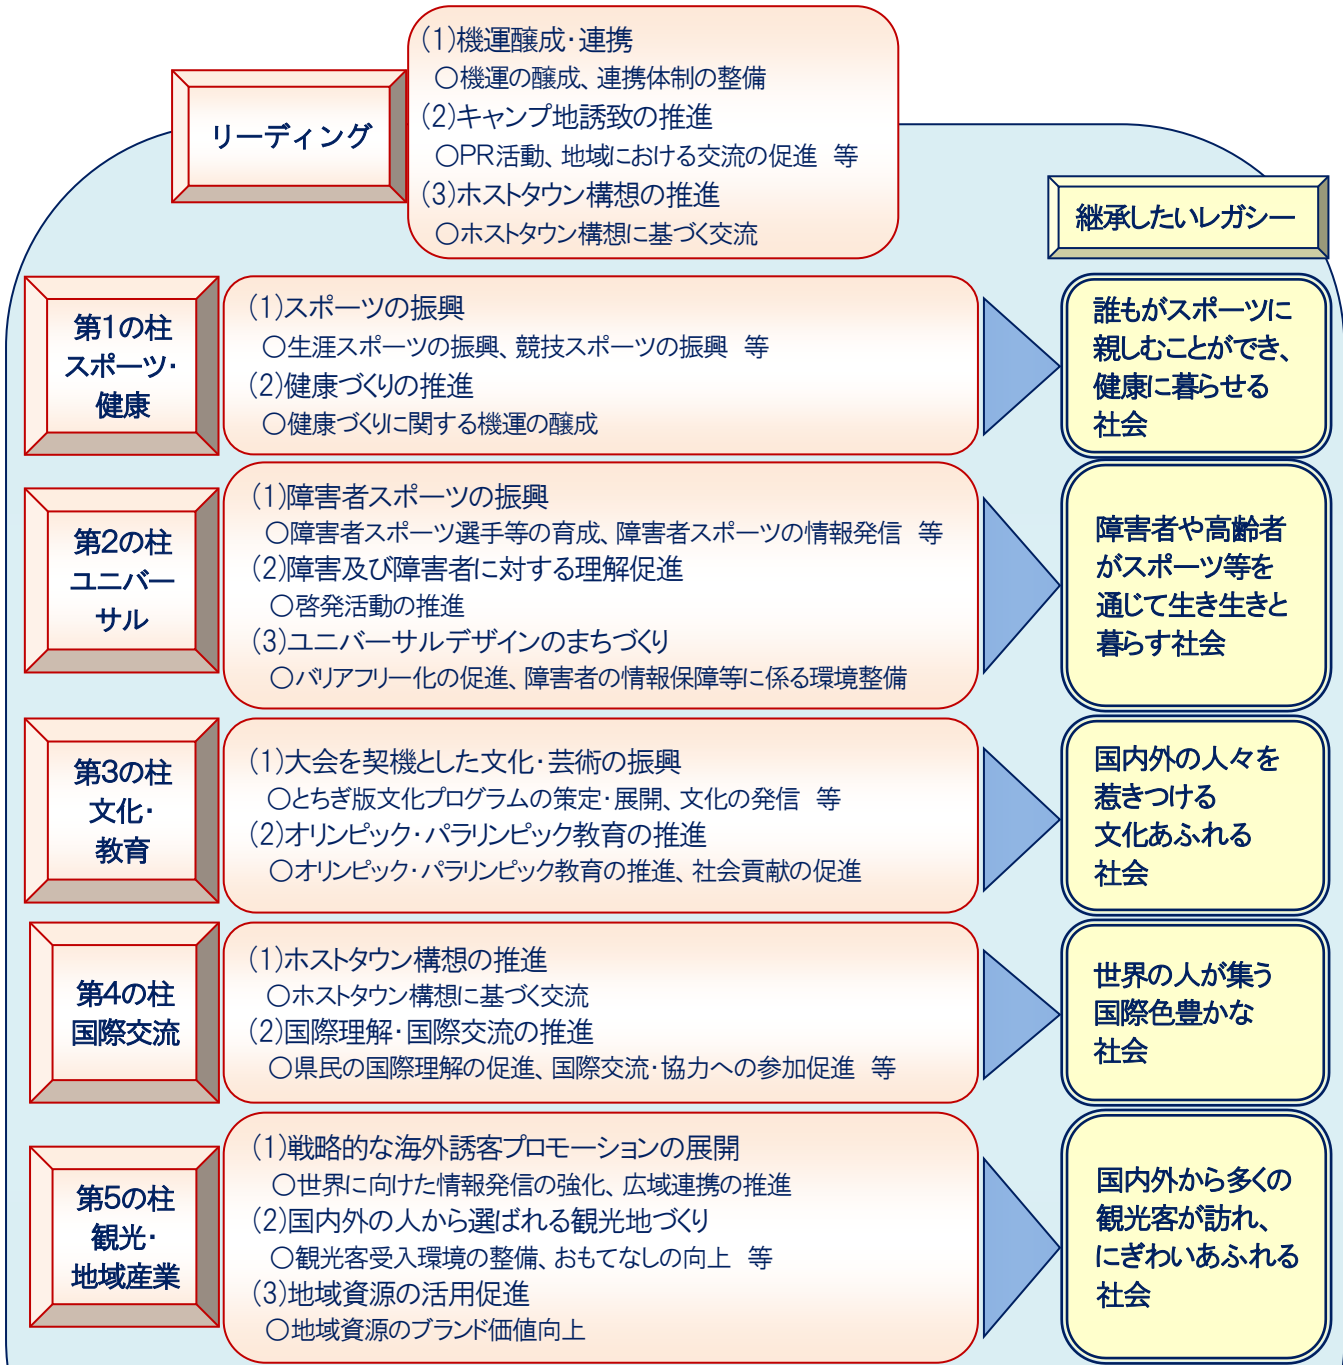 リーディング
(1)機運醸成・連携
○機運の醸成、連携体制の整備
(2)キャンプ地誘致の推進
○PR活動、地域における交流の促進 等
(3)ホストタウン構想の推進
○ホストタウン構想に基づく交流
継承したいレガシー
第1の柱
スポーツ・
健康
(1)スポーツの振興
○生涯スポーツの振興、競技スポーツの振興 等
(2)健康づくりの推進
○健康づくりに関する機運の醸成
誰もがスポーツに
親しむことができ、
健康に暮らせる
社会
第2の柱
ユニバー
サル
(1)障害者スポーツの振興
○障害者スポーツ選手等の育成、障害者スポーツの情報発信 等
(2)障害及び障害者に対する理解促進
○啓発活動の推進
(3)ユニバーサルデザインのまちづくり
○バリアフリー化の促進、障害者の情報保障等に係る環境整備
障害者や高齢者
がスポーツ等を
通じて生き生きと
暮らす社会
第3の柱
文化・
教育
(1)大会を契機とした文化・芸術の振興
○とちぎ版文化プログラムの策定・展開、文化の発信 等
(2)オリンピック・パラリンピック教育の推進
○オリンピック・パラリンピック教育の推進、社会貢献の促進
国内外の人々を
惹きつける
文化あふれる
社会
第4の柱
国際交流
(1)ホストタウン構想の推進
○ホストタウン構想に基づく交流
(2)国際理解・国際交流の推進
○県民の国際理解の促進、国際交流・協力への参加促進 等
世界の人が集う
国際色豊かな
社会
第5の柱
観光・
地域産業
(1)戦略的な海外誘客プロモーションの展開
○世界に向けた情報発信の強化、広域連携の推進
(2)国内外の人から選ばれる観光地づくり
○観光客受入環境の整備、おもてなしの向上 等
(3)地域資源の活用促進
○地域資源のブランド価値向上
国内外から多くの
観光客が訪れ、
にぎわいあふれる
社会